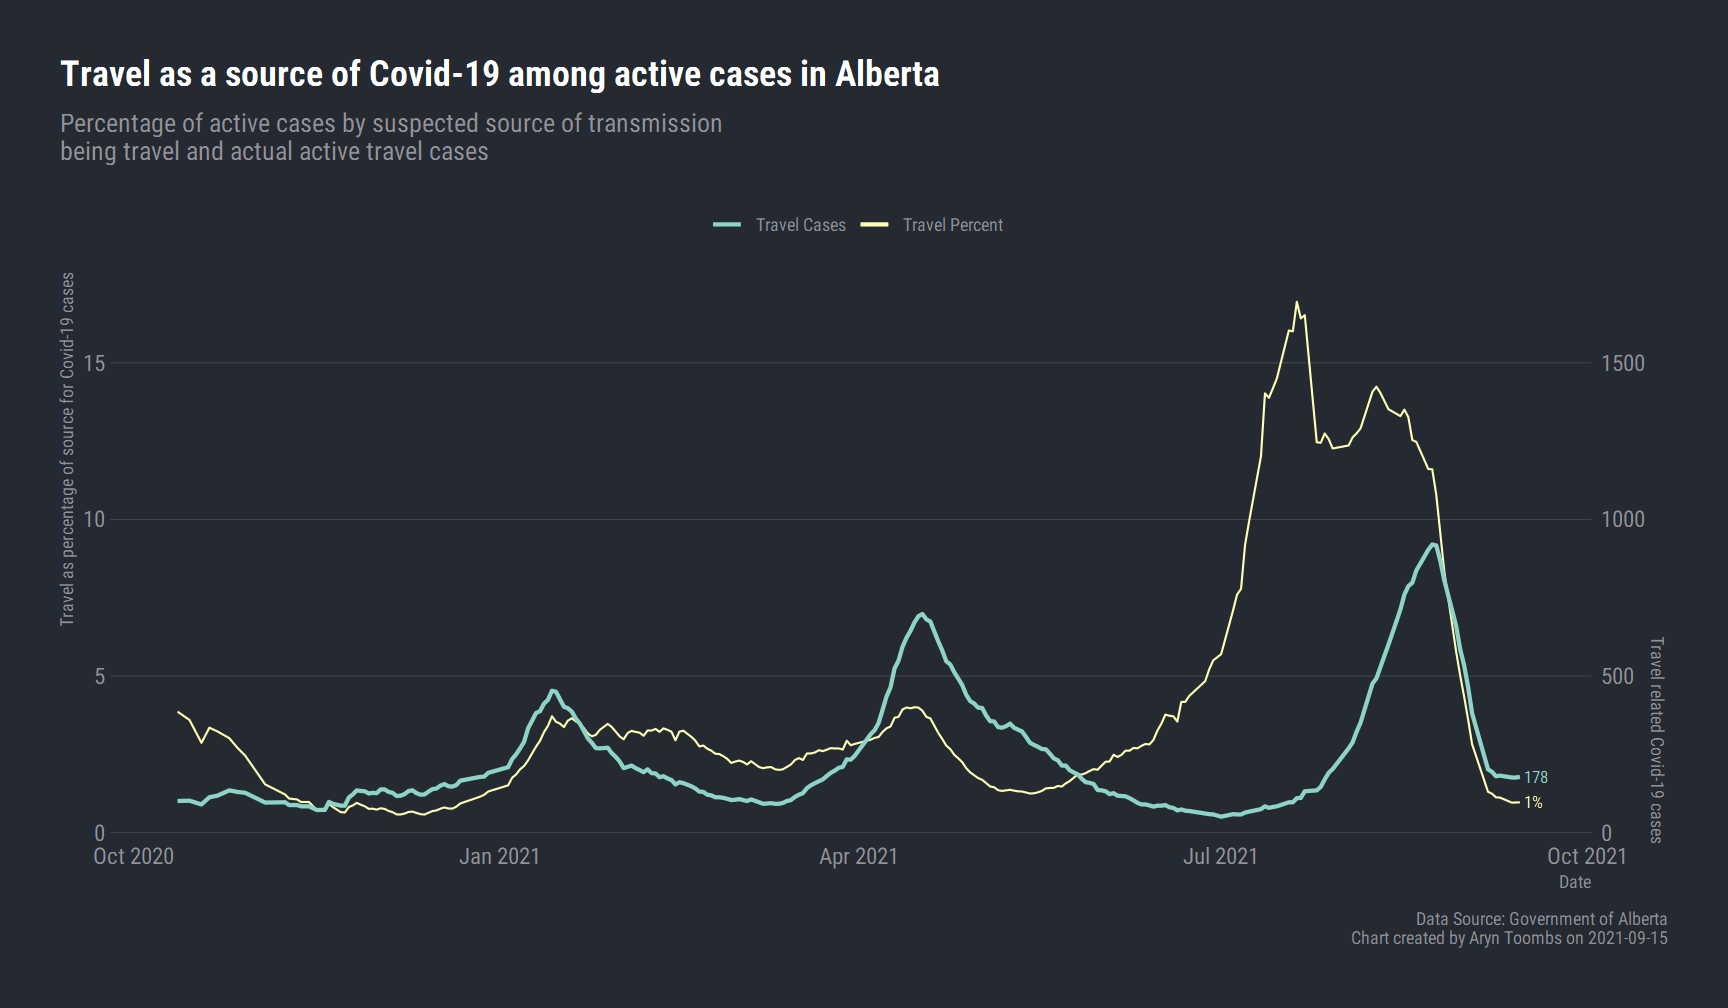 Travel as a source of Covid-19 among active cases in Alberta
Percentage of active cases by suspected source of transmission
being travel and actual active travel cases
Travel Cases
Travel Percent
Travel as percentage of source for Covid-19 cases
15
10
5
0
1500
1000
500
0
Travel related Covid-19 cases
178
1%
Oct 2020
Jan 2021
Apr 2021
Jul 2021
Oct 2021
Date
Data Source: Government of Alberta
Chart created by Aryn Toombs on 2021-09-15